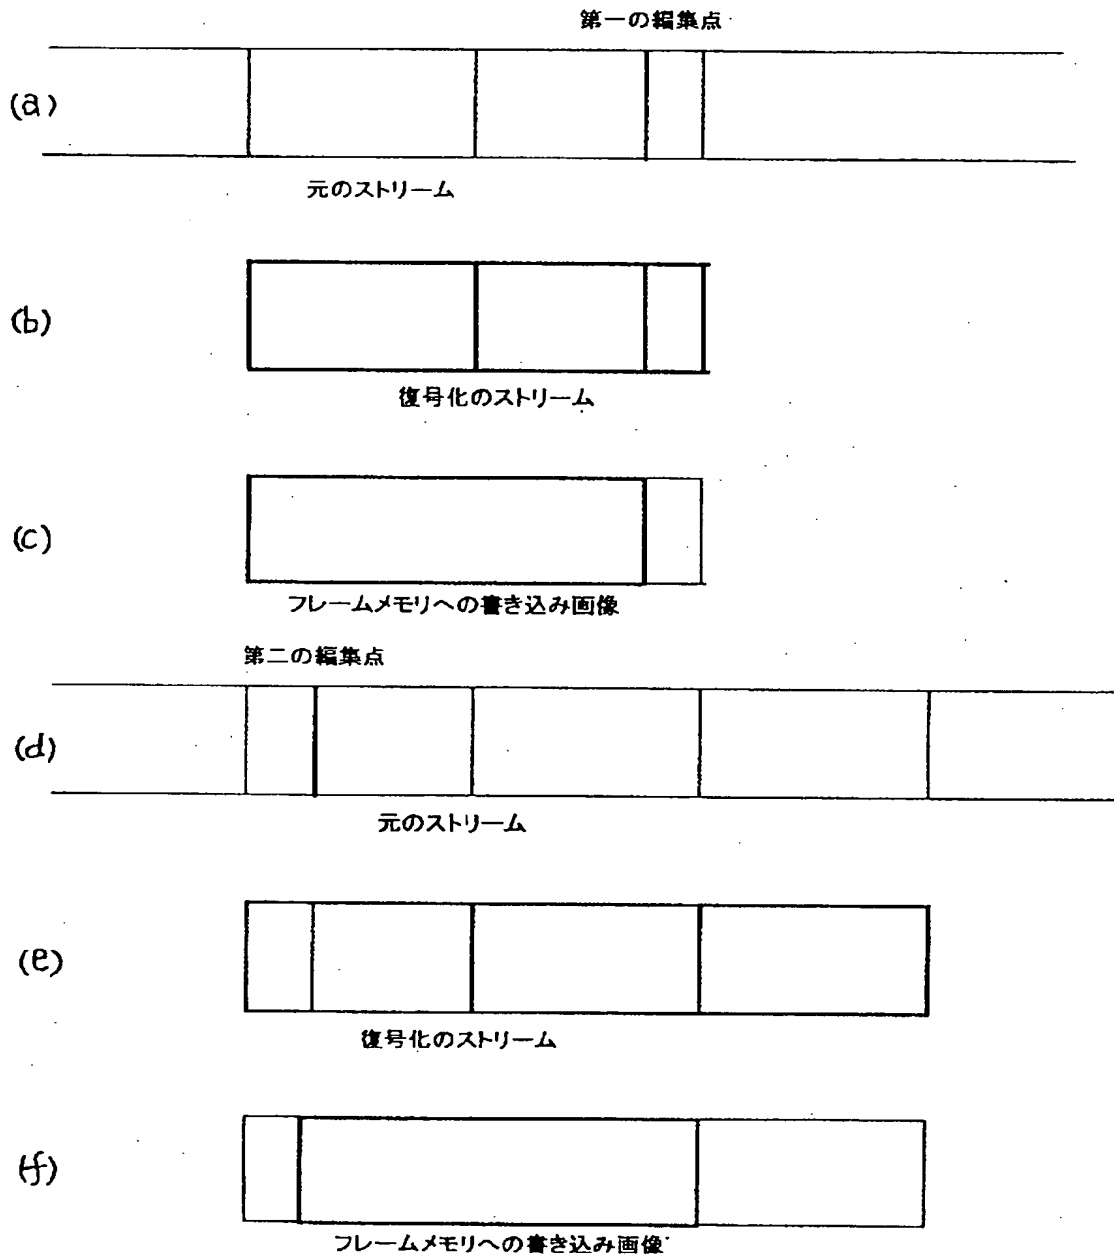 第一の編集点
(a)
元のストリーム
(b)
復号化のストリーム
(c)
フレームメモリへの書き込み画像
第二の編集点
(d)
元のストリーム
(e)
復号化のストリーム
(f)
フレームメモリへの書き込み画像